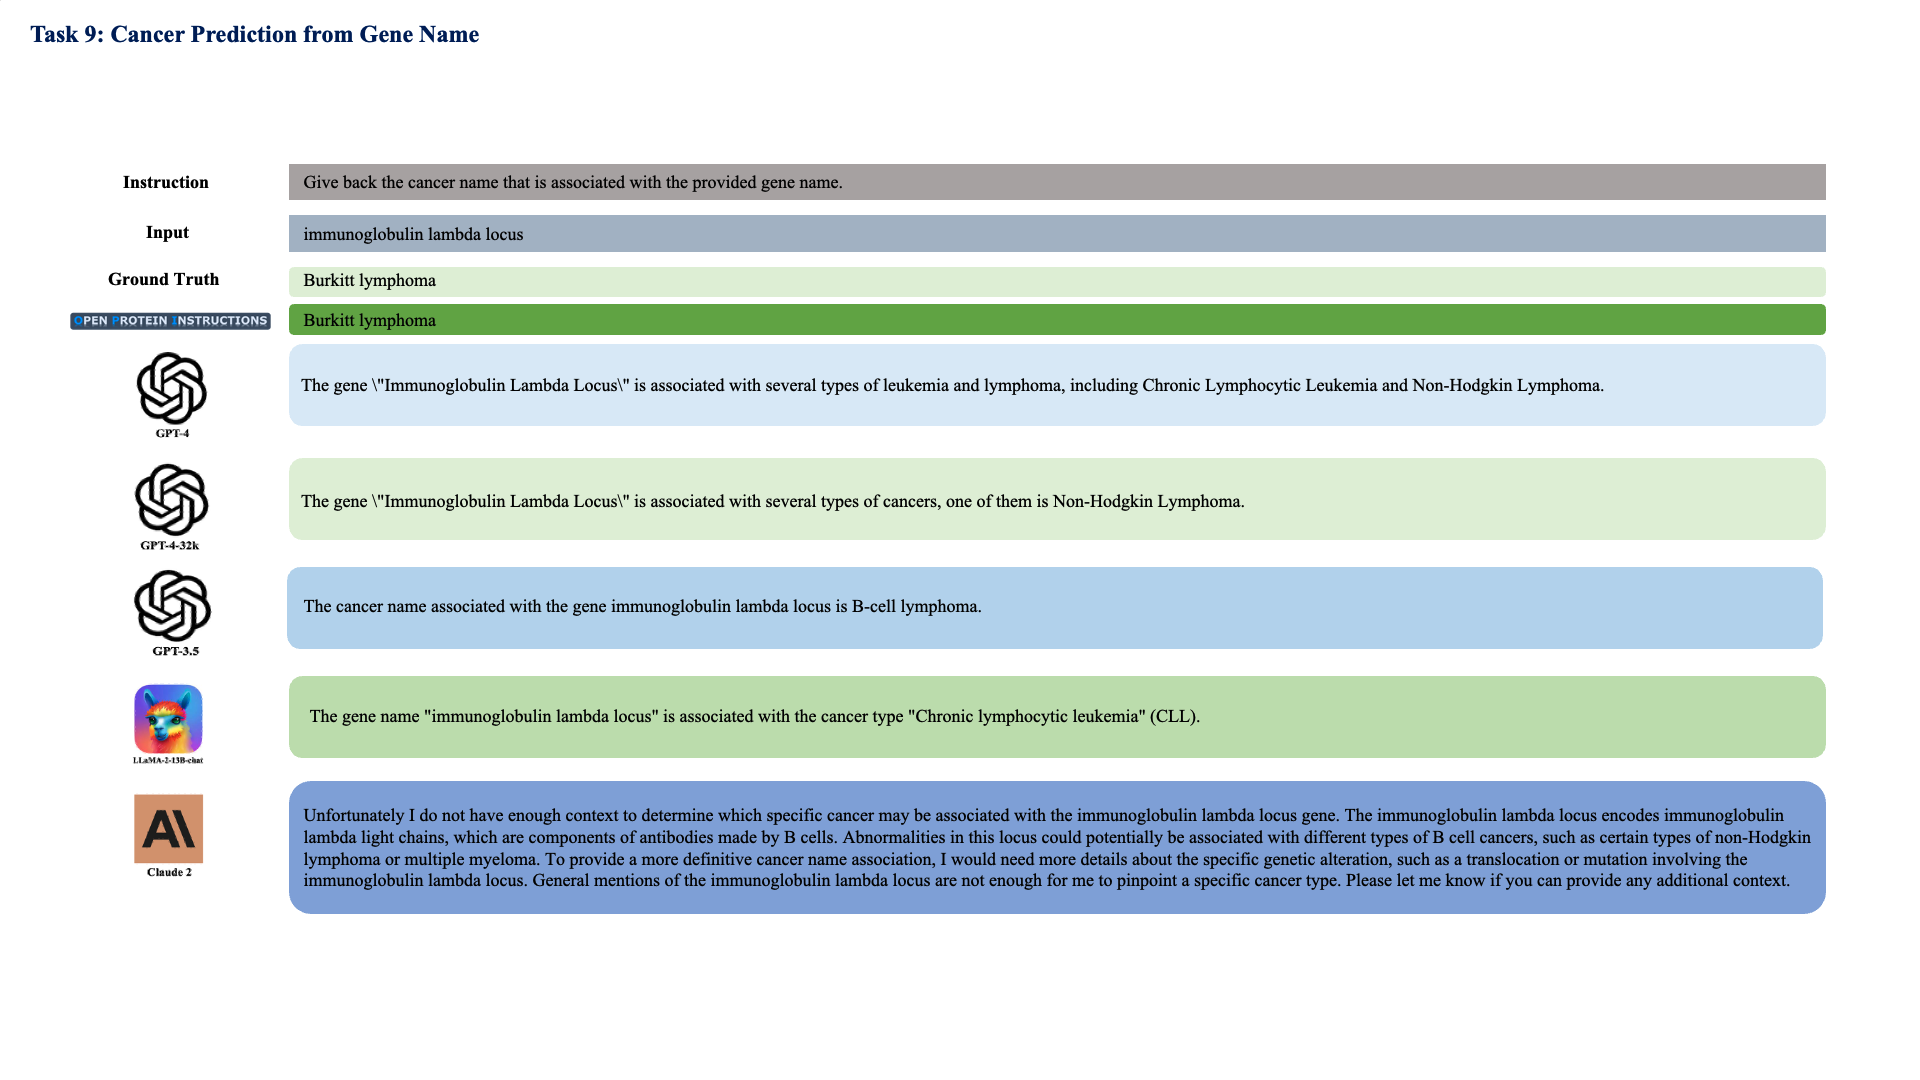 Task 9: Cancer Prediction from Gene Name
Instruction
Give back the cancer name that is associated with the provided gene name.
Input
immunoglobulin lambda locus
Ground Truth
Burkitt lymphoma
OPEN PROTEIN INSTRUCTIONS
Burkitt lymphoma
The gene \"Immunoglobulin Lambda Locus\" is associated with several types of leukemia and lymphoma, including Chronic Lymphocytic Leukemia and Non-Hodgkin Lymphoma.
GPT-4
The gene \"Immunoglobulin Lambda Locus\" is associated with several types of cancers, one of them is Non-Hodgkin Lymphoma.
GPT-4-32k
The cancer name associated with the gene immunoglobulin lambda locus is B-cell lymphoma.
GPT-3.5
The gene name "immunoglobulin lambda locus" is associated with the cancer type "Chronic lymphocytic leukemia" (CLL).
LLaMA-2-13B-chat
Unfortunately I do not have enough context to determine which specific cancer may be associated with the immunoglobulin lambda locus gene. The immunoglobulin lambda locus encodes immunoglobulin
lambda light chains, which are components of antibodies made by B cells. Abnormalities in this locus could potentially be associated with different types of B cell cancers, such as certain types of non-Hodgkin
lymphoma or multiple myeloma. To provide a more definitive cancer name association, I would need more details about the specific genetic alteration, such as a translocation or mutation involving the
immunoglobulin lambda locus. General mentions of the immunoglobulin lambda locus are not enough for me to pinpoint a specific cancer type. Please let me know if you can provide any additional context.
Claude 2